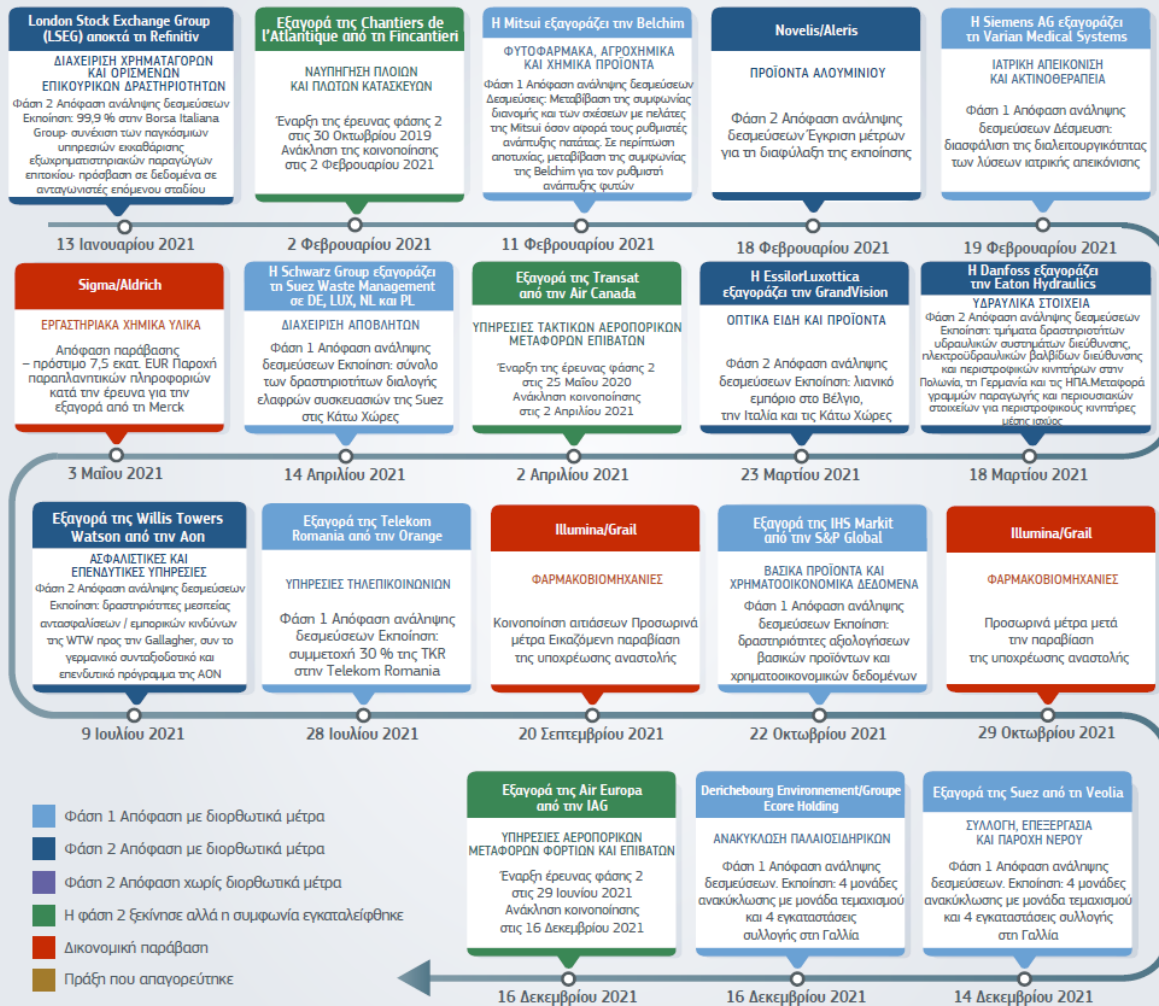 London Stock Exchange Group
(LSEG) αποκτά τη Refinitiv
ΔΙΑΧΕΙΡΙΣΗ ΧΡΗΜΑΤΑΓΟΡΩΝ
ΚΑΙ ΟΡΙΣΜΕΝΩΝ
ΕΠΙΚΟΥΡΙΚΩΝ ΔΡΑΣΤΗΡΙΟΤΗΤΩΝ
Φάση 2 Απόφαση ανάληψης δεσμεύσεων
Εκποίηση: 99,9 % στην Borsa Italiana
Group· συνέχιση των παγκόσμιων
υπηρεσιών εκκαθάρισης
εξωχρηματιστηριακών παραγώγων
επιτοκίου· πρόσβαση σε δεδομένα σε
ανταγωνιστές επόμενου σταδίου
13 Ιανουαρίου 2021
Εξαγορά της Chantiers de
l'Atlantique από τη Fincantieri
ΝΑΥΠΗΓΗΣΗ ΠΛΟΙΩΝ
ΚΑΙ ΠΛΩΤΩΝ ΚΑΤΑΣΚΕΥΩΝ
Έναρξη της έρευνας φάσης 2
στις 30 Οκτωβρίου 2019
Ανάκληση της κοινοποίησης
στις 2 Φεβρουαρίου 2021
2 Φεβρουαρίου 2021
Η Mitsui εξαγοράζει την Belchim
ΦΥΤΟΦΑΡΜΑΚΑ, ΑΓΡΟΧΗΜΙΚΑ
ΚΑΙ ΧΗΜΙΚΑ ΠΡΟΪΟΝΤΑ
Φάση 1 Απόφαση ανάληψης δεσμεύσεων
Δεσμεύσεις: Μεταβίβαση της συμφωνίας
διανομής και των σχέσεων με πελάτες
της Mitsui όσον αφορά τους ρυθμιστές
ανάπτυξης πατάτας. Σε περίπτωση
αποτυχίας, μεταβίβαση της συμφωνίας
της Belchim για τον ρυθμιστή
ανάπτυξη φυτών
11 Φεβρουαρίου 2021
Novelis/Aleris
ΠΡΟΪΟΝΤΑ ΑΛΟΥΜΙΝΙΟΥ
Φάση 2 Απόφαση ανάληψης
δεσμεύσεων Έγκριση μέτρων
για τη διαφύλαξη της εκποίησης
18 Φεβρουαρίου 2021
Η Siemens AG εξαγοράζει
τη Varian Medical Systems
ΙΑΤΡΙΚΗ ΑΠΕΙΚΟΝΙΣΗ
ΚΑΙ ΑΚΤΙΝΟΘΕΡΑΠΕΙΑ
Φάση 1 Απόφαση ανάληψης
δεσμεύσεων Δέσμευση:
διασφάλιση της διαλειτουργικότητας
των λύσεων ιατρικής απεικόνισης
19 Φεβρουαρίου 2021
Sigma/Aldrich
ΕΡΓΑΣΤΗΡΙΑΚΑ ΧΗΜΙΚΑ ΥΛΙΚΑ
Απόφαση παράβασης
– πρόστιμο 7,5 εκατ. EUR Παροχή
παραπλανητικών πληροφοριών
κατά την έρευνα για την
εξαγορά από τη Merck
3 Μαΐου 2021
Η Schwarz Group εξαγοράζει
τη Suez Waste Management
σε DE, LUX, NL και PL
ΔΙΑΧΕΙΡΙΣΗ ΑΠΟΒΛΗΤΩΝ
Φάση 1 Απόφαση ανάληψης
δεσμεύσεων Εκποίηση: σύνολο
των δραστηριοτήτων διαλογής
ελαφρών συσκευασιών της Suez
στις Κάτω Χώρες
14 Απριλίου 2021
Εξαγορά της Transat
από την Air Canada
ΥΠΗΡΕΣΙΕΣ ΤΑΚΤΙΚΩΝ ΑΕΡΟΠΟΡΙΚΩΝ
ΜΕΤΑΦΟΡΩΝ ΕΠΙΒΑΤΩΝ
Έναρξη της έρευνας φάσης 2
στις 25 Μαΐου 2020
Ανάκληση κοινοποίησης
στις 2 Απριλίου 2021
2 Απριλίου 2021
Η EssilorLuxottica
εξαγοράζει την GrandVision
ΟΠΤΙΚΑ ΕΙΔΗ ΚΑΙ ΠΡΟΪΟΝΤΑ
Φάση 2 Απόφαση ανάληψης
δεσμεύσεων Εκποίηση: λιανικό
εμπόριο στο Βέλγιο,
την Ιταλία και τις Κάτω Χώρες
23 Μαρτίου 2021
Η Danfoss εξαγοράζει
την Eaton Hydraulics
ΥΔΡΑΥΛΙΚΑ ΣΤΟΙΧΕΙΑ
Φάση 2 Απόφαση ανάληψης δεσμεύσεων
Εκποίηση: τμήματα δραστηριοτήτων
υδραυλικών συστημάτων διεύθυνσης,
ηλεκτροϋδραυλικών βαλβίδων διεύθυνσης
και περιστροφικών κινητήρων στην
Πολωνία, τη Γερμανία και τις ΗΠΑ.Μεταφορά
γραμμών παραγωγής και περιουσιακών
στοιχείων για περιστροφικούς κινητήρες
μέσης ισχύος
18 Μαρτίου 2021
Εξαγορά της Willis Towers
Watson από την Aon
ΑΣΦΑΛΙΣΤΙΚΕΣ ΚΑΙ
ΕΠΕΝΔΥΤΙΚΕΣ ΥΠΗΡΕΣΙΕΣ
Φάση 2 Απόφαση ανάληψης δεσμεύσεων
Εκποίηση: δραστηριότητες μεσιτείας
αντασφαλίσεων / εμπορικών κινδύνων
της WTW προς την Gallagher, συν το
γερμανικό συνταξιοδοτικό και
επενδυτικό πρόγραμμα της AON
9 Ιουλίου 2021
Εξαγορά της Telekom
Romania από την Orange
ΥΠΗΡΕΣΙΕΣ ΤΗΛΕΠΙΚΟΙΝΩΝΙΩΝ
Φάση 1 Απόφαση ανάληψης
δεσμεύσεων Εκποίηση:
συμμετοχή 30 % της TKR
στην Telekom Romania
28 Ιουλίου 2021
Illumina/Grail
ΦΑΡΜΑΚΟΒΙΟΜΗΧΑΝΙΕΣ
Κοινοποίηση αιτιάσεων Προσωρινά
μέτρα Εικαζόμενη παραβίαση
της υποχρέωσης αναστολής
20 Σεπτεμβρίου 2021
Εξαγορά της IHS Markit
από την S&P Global
ΒΑΣΙΚΑ ΠΡΟΪΟΝΤΑ ΚΑΙ
ΧΡΗΜΑΤΟΟΙΚΟΝΟΜΙΚΑ ΔΕΔΟΜΕΝΑ
Φάση 1 Απόφαση ανάληψης
δεσμεύσεων Εκποίηση:
δραστηριότητες αξιολογήσεων
βασικών προϊόντων και
χρηματοοικονομικών δεδομένων
22 Οκτωβρίου 2021
Illumina/Grail
ΦΑΡΜΑΚΟΒΙΟΜΗΧΑΝΙΕΣ
Προσωρινά μέτρα μετά
την παραβίαση
της υποχρέωσης αναστολής
29 Οκτωβρίου 2021
Φάση 1 Απόφαση με διορθωτικά μέτρα
Φάση 2 Απόφαση με διορθωτικά μέτρα
Φάση 2 Απόφαση χωρίς διορθωτικά μέτρα
Η φάση 2 ξεκίνησε αλλά η συμφωνία εγκαταλείφθηκε
Δικονομική παράβαση
Πράξη που απαγορεύτηκε
Εξαγορά της Air Europa
από την IAG
ΥΠΗΡΕΣΙΕΣ ΑΕΡΟΠΟΡΙΚΩΝ
ΜΕΤΑΦΟΡΩΝ ΦΟΡΤΙΩΝ ΚΑΙ ΕΠΙΒΑΤΩΝ
Έναρξη έρευνας φάσης 2
στις 29 Ιουνίου 2021
Ανάκληση κοινοποίησης
στις 16 Δεκεμβρίου 2021
16 Δεκεμβρίου 2021
Derichebourg Environnement/Groupe
Ecore Holding
ΑΝΑΚΥΚΛΩΣΗ ΠΑΛΑΙΟΣΙΔΗΡΙΚΩΝ
Φάση 1 Απόφαση ανάληψης
δεσμεύσεων. Εκποίηση: 4 μονάδες
ανακύκλωσης με μονάδα τεμαχισμού
και 4 εγκαταστάσεις
συλλογής στη Γαλλία
16 Δεκεμβρίου 2021
Εξαγορά της Suez από τη Veolia
ΣΥΛΛΟΓΗ, ΕΠΕΞΕΡΓΑΣΙΑ
ΚΑΙ ΠΑΡΟΧΗ ΝΕΡΟΥ
Φάση 1 Απόφαση ανάληψης
δεσμεύσεων. Εκποίηση: 4 μονάδες
ανακύκλωσης με μονάδα τεμαχισμού
και 4 εγκαταστάσεις συλλογής
στη Γαλλία
14 Δεκεμβρίου 2021